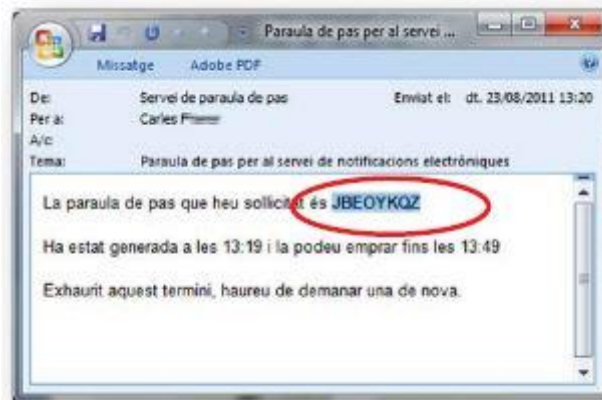 Paraula de pas per al servei ...
Missatge Adobe PDF
De: Servei de paraula de pas Enviat el: dt. 23/08/2011 13:20
Per a: Carles
A/c:
Tema: Paraula de pas per al servei de notificacions electròniques
La paraula de pas que heu sol·licitat és JBEOYKQZ
Ha estat generada a les 13:19 i la podeu emprar fins les 13:49
Exhaurit aquest termini, haureu de demanar una de nova.